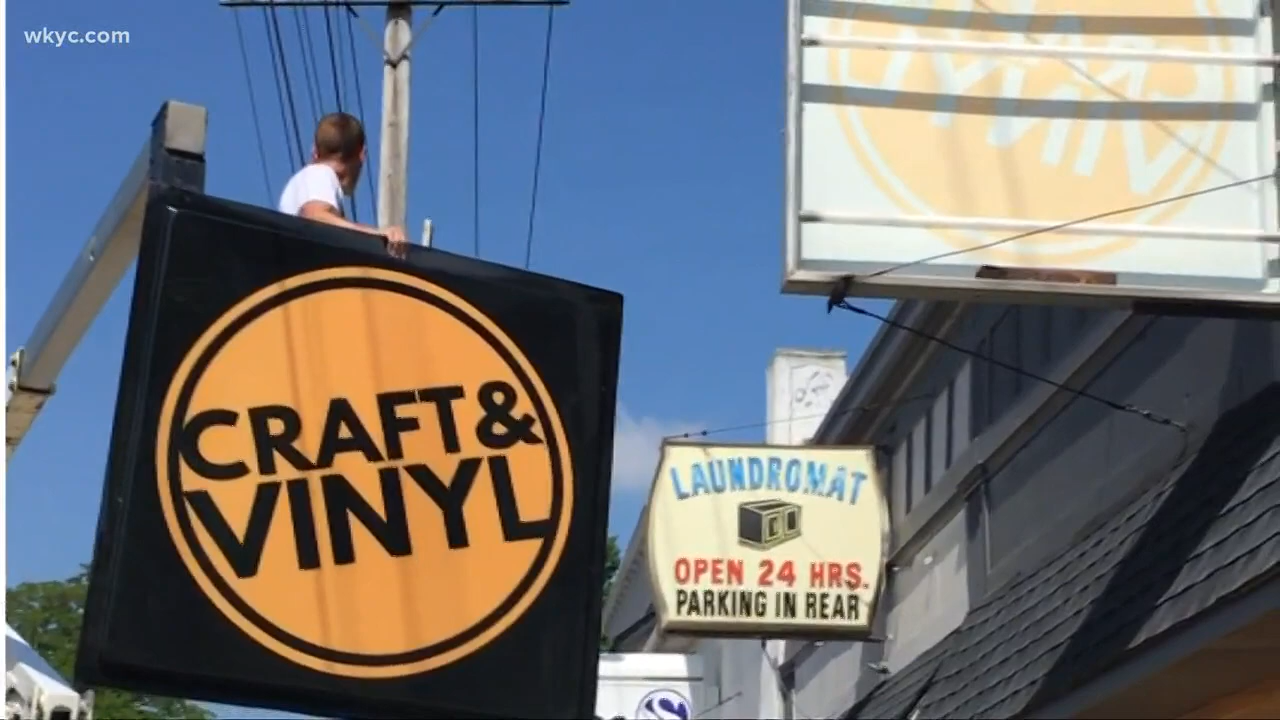 wkyc.com
CRAFT &
VINYL
LAUNDROMAT
OPEN 24 HRS.
PARKING IN REAR